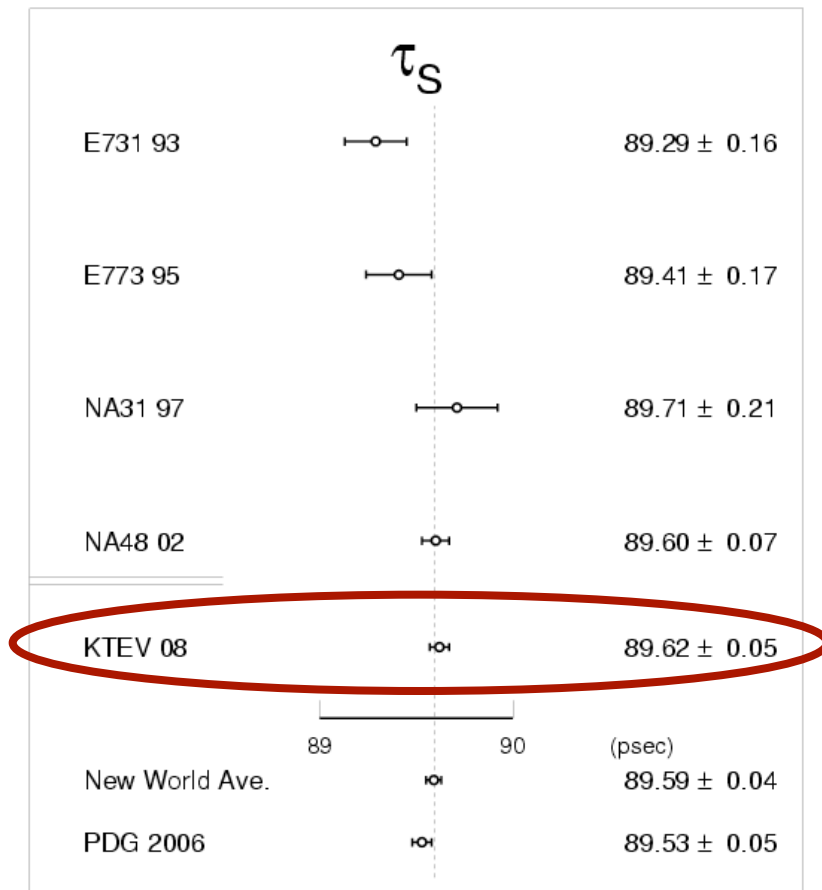 τS
E731 93 89.29 ± 0.16
E773 95 89.41 ± 0.17
NA31 97 89.71 ± 0.21
NA48 02 89.60 ± 0.07
KTEV 08 89.62 ± 0.05
89 90 (psec)
New World Ave. 89.59 ± 0.04
PDG 2006 89.53 ± 0.05